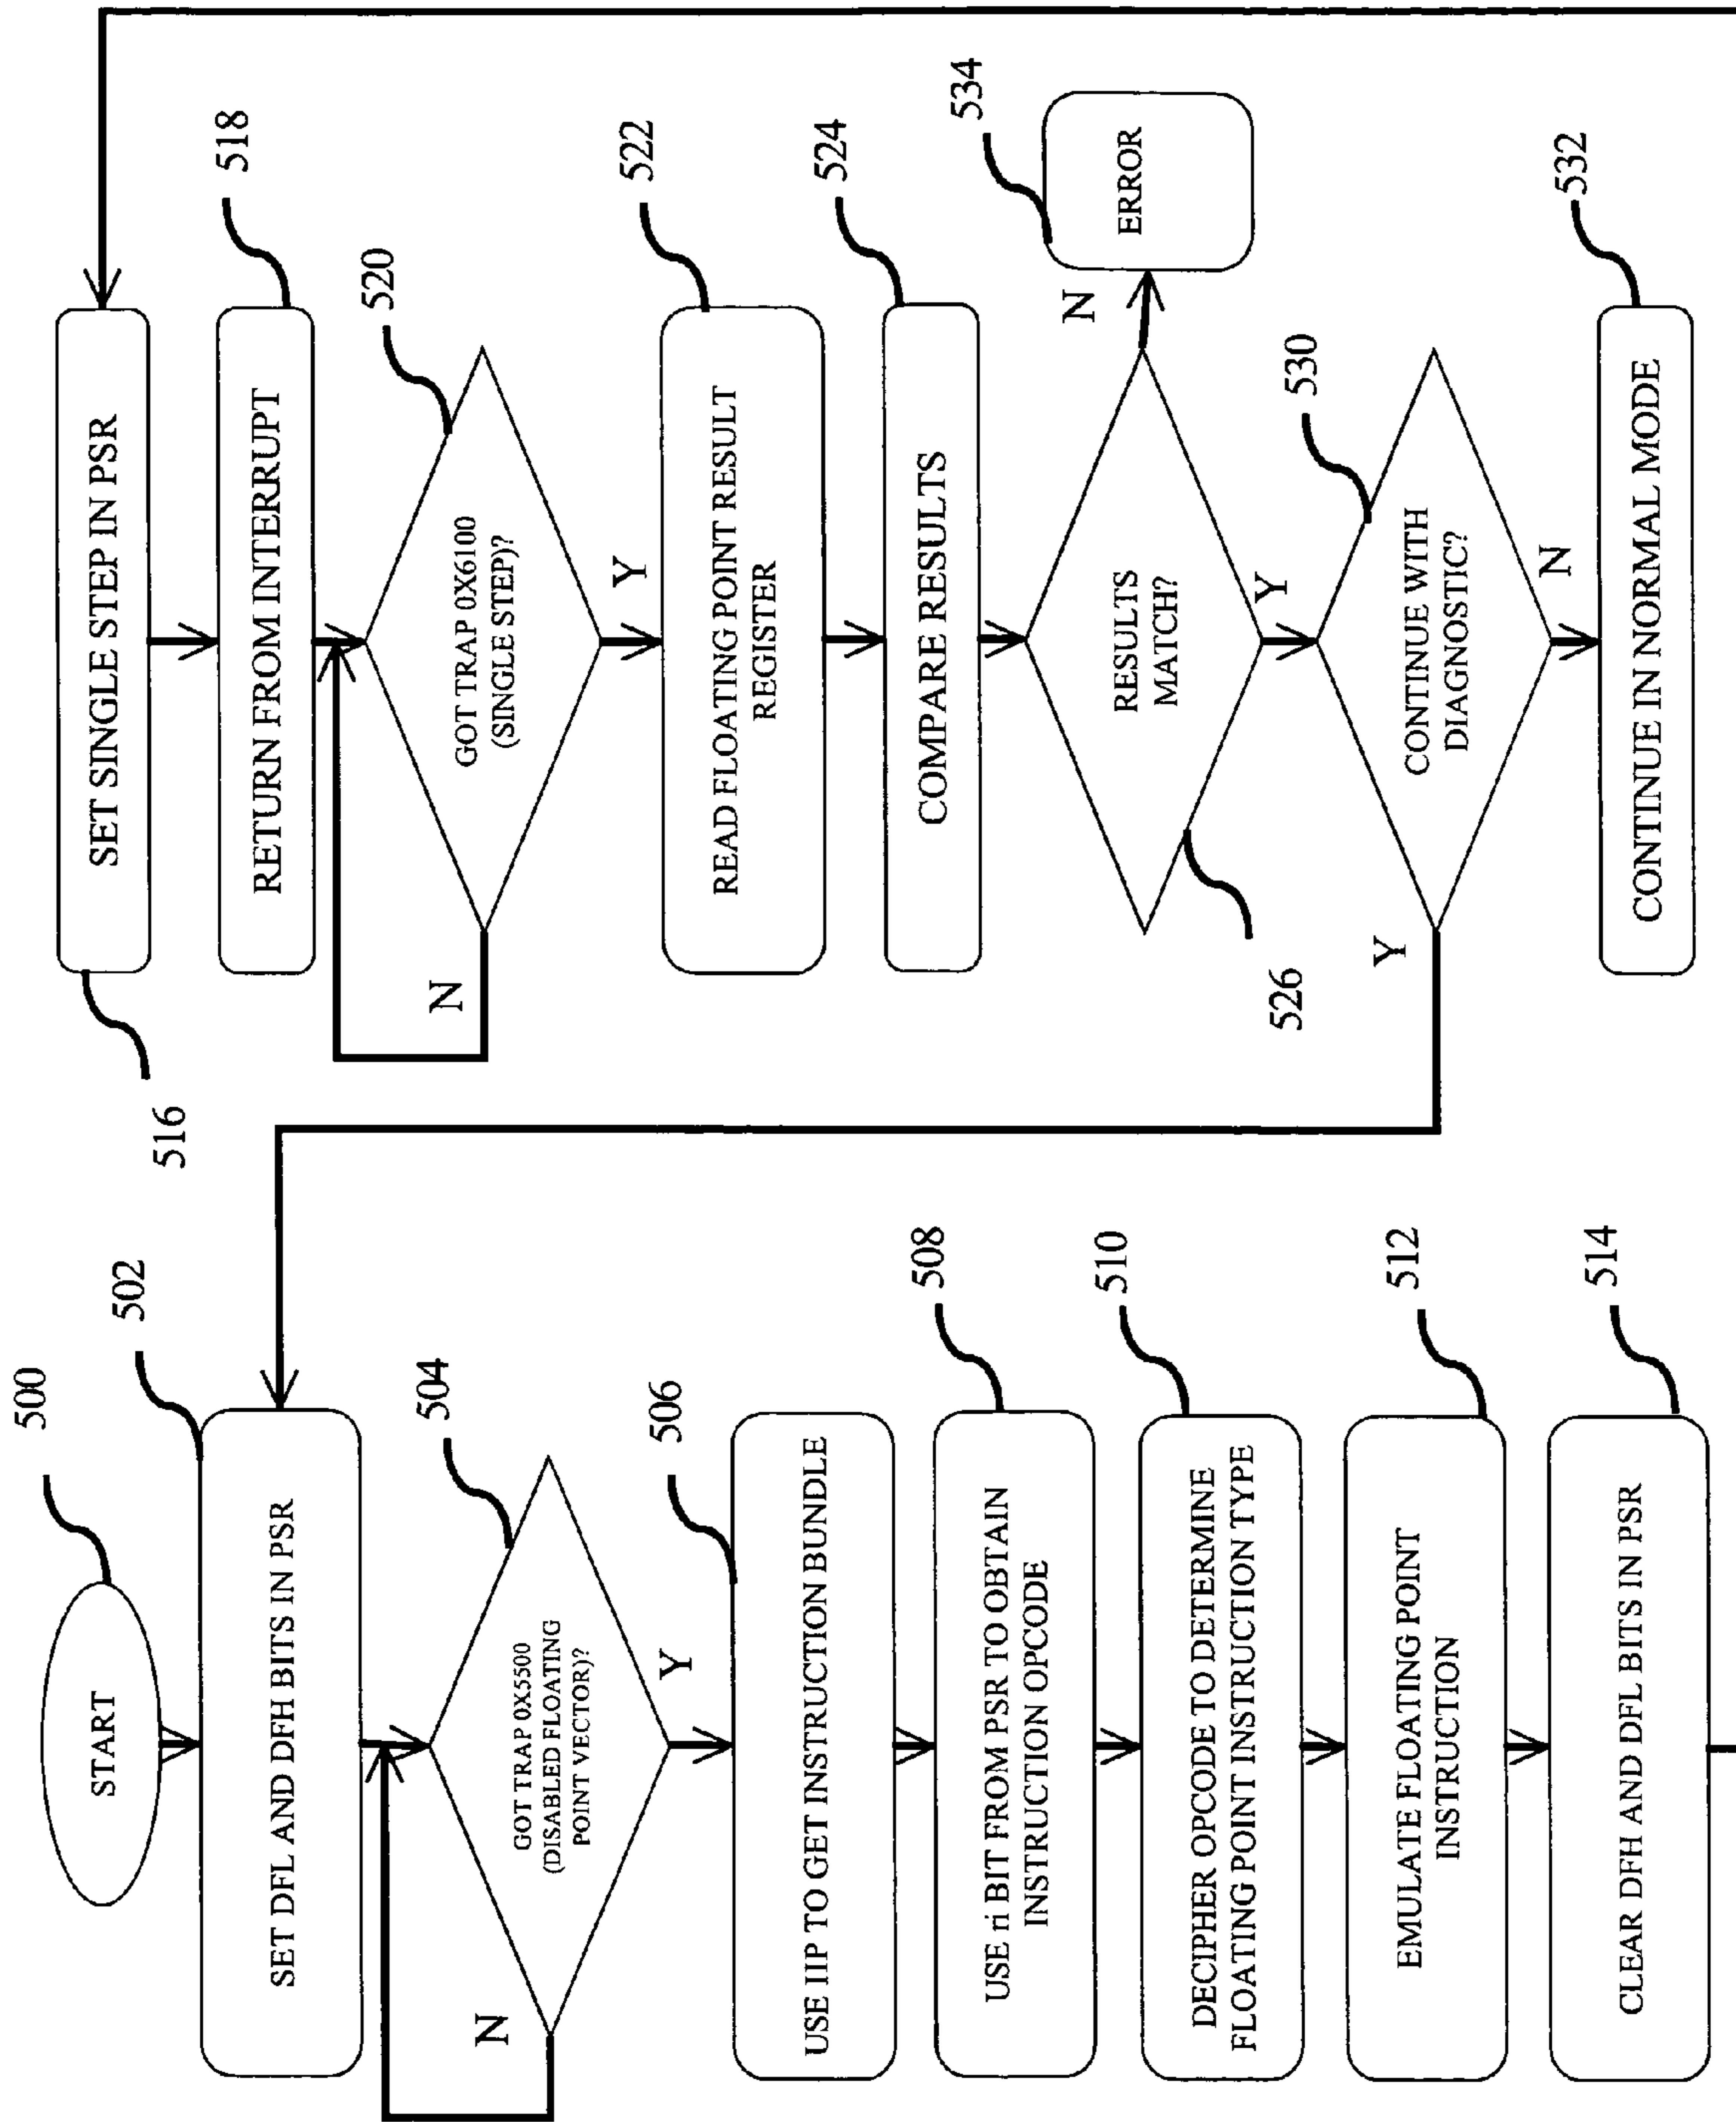 500
START
502
SET DFL AND DFH BITS IN PSR
504
GOT TRAP 0X5500
(DISABLED FLOATING
POINT VECTOR)?
N
Y
506
USE IIP TO GET INSTRUCTION BUNDLE
508
USE ri BIT FROM PSR TO OBTAIN
INSTRUCTION OPCODE
510
DECIPHER OPCODE TO DETERMINE
FLOATING POINT INSTRUCTION TYPE
512
EMULATE FLOATING POINT
INSTRUCTION
514
CLEAR DFH AND DFL BITS IN PSR
516
SET SINGLE STEP IN PSR
518
RETURN FROM INTERRUPT
520
GOT TRAP 0X6100
(SINGLE STEP)?
N
Y
522
READ FLOATING POINT RESULT
REGISTER
524
COMPARE RESULTS
526
RESULTS
MATCH?
N
534
ERROR
Y
530
CONTINUE WITH
DIAGNOSTIC?
Y
N
532
CONTINUE IN NORMAL MODE